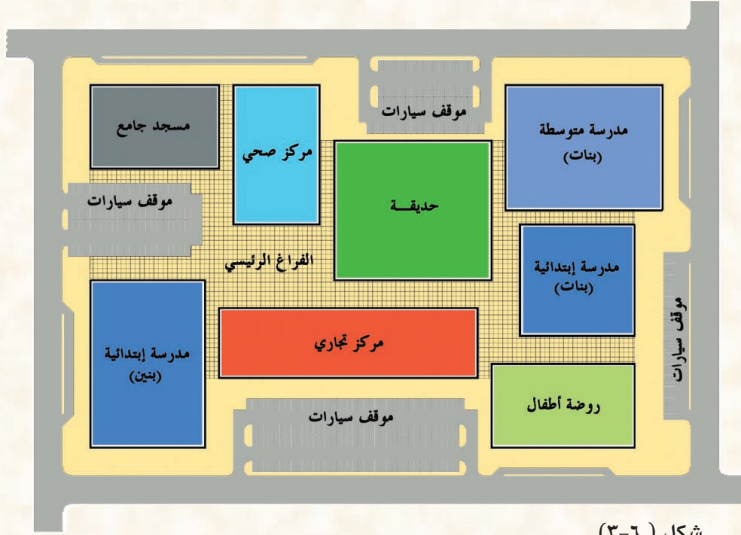 موقف سيارات
مدرسة متوسطة
(بنات)
مسجد جامع
مركز صحي
حديقـــة
موقف سيارات
الفراغ الرئيسي
مدرسة إبتدائية
(بنات)
موقف سيارات
مركز تجاري
مدرسة إبتدائية
(بنين)
روضة أطفال
موقف سيارات
شكل (٦-٣)